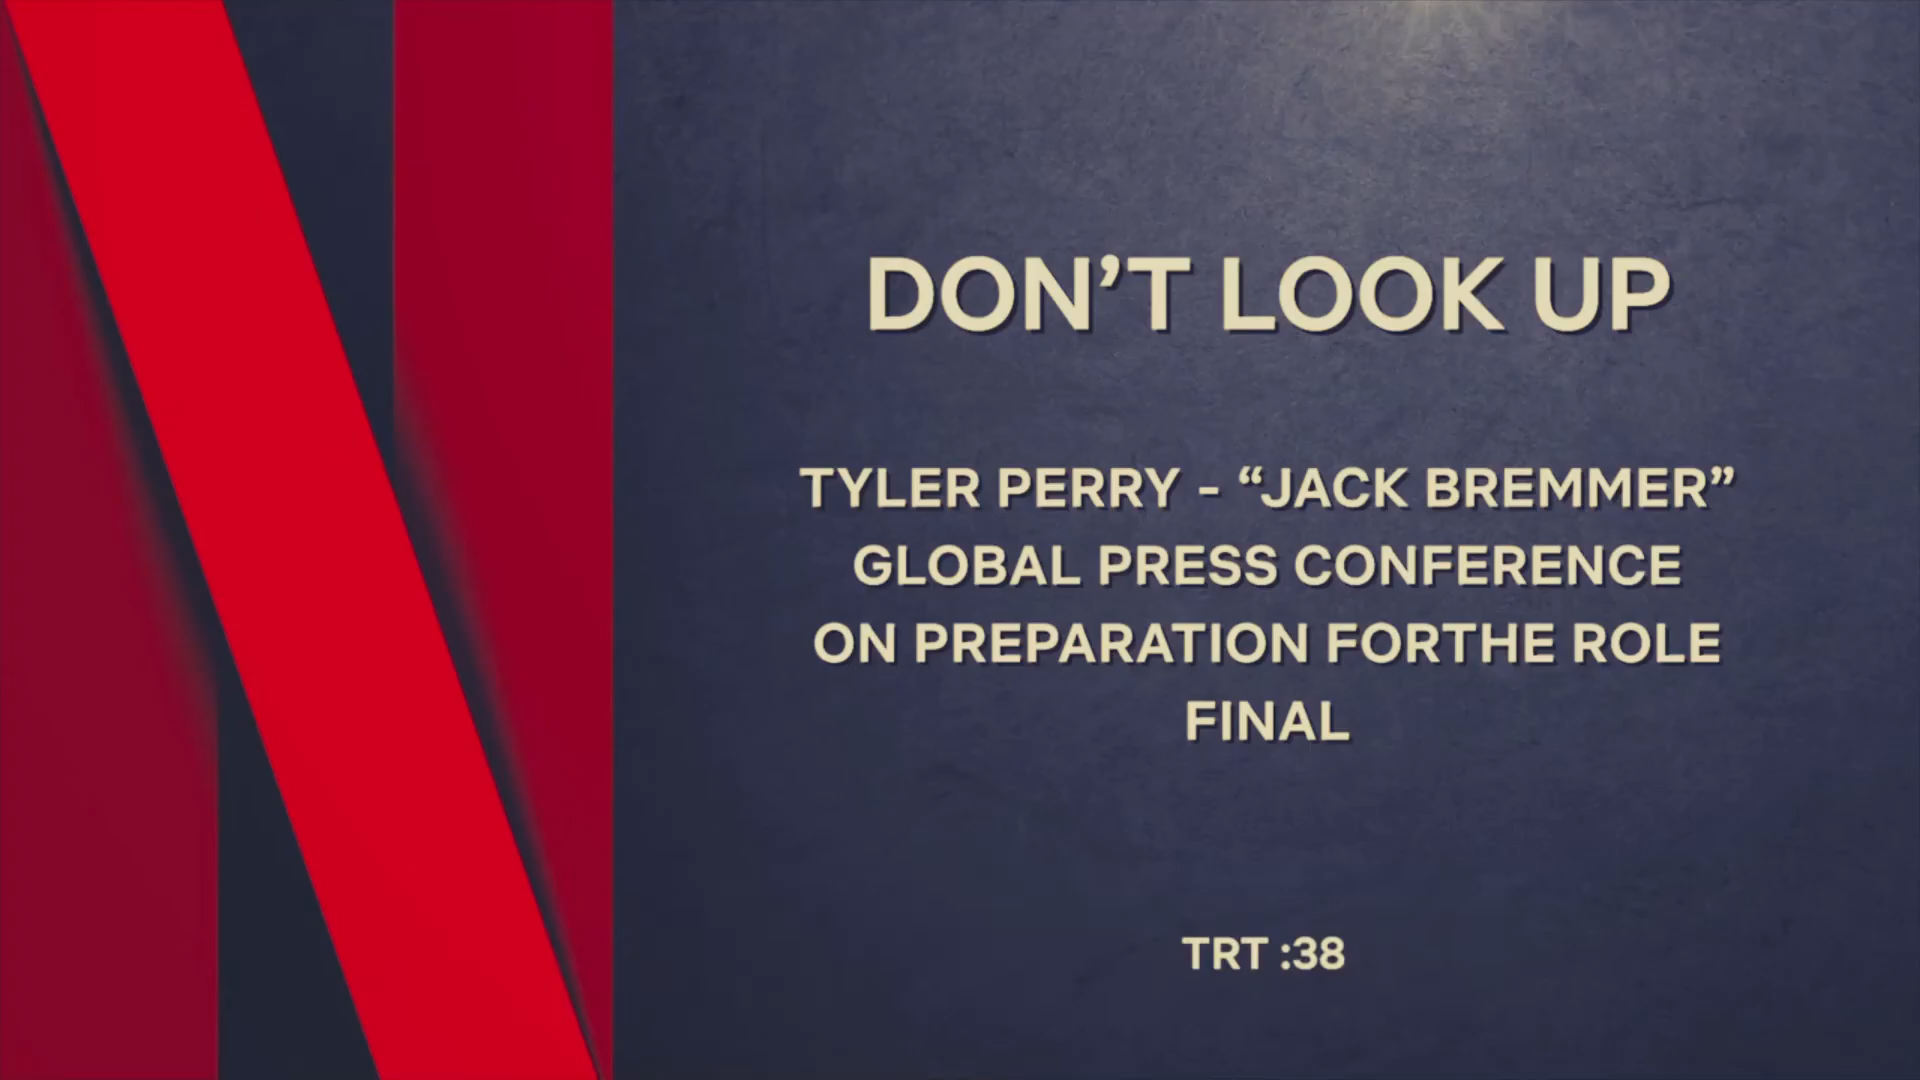 DON’T LOOK UP
TYLER PERRY - “JACK BREMMER”
GLOBAL PRESS CONFERENCE
ON PREPARATION FORTHE ROLE
FINAL
TRT :38